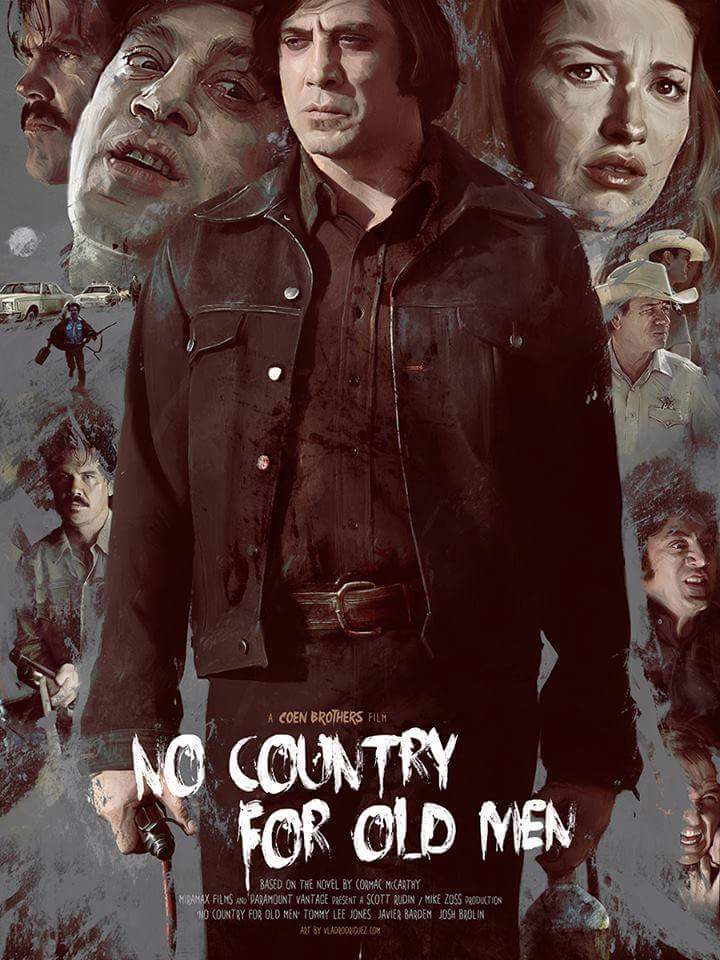 A COEN BROTHERS FILM
NO COUNTRY
FOR OLD MEN
BASED ON THE NOVEL BY CORMAC McCARTHY
MIRAMAX FILMS AND PARAMOUNT VANTAGE PRESENT A SCOTT RUDIN / MIKE ZOSS PRODUCTION
'NO COUNTRY FOR OLD MEN' TOMMY LEE JONES JAVIER BARDEM JOSH BROLIN
ART BY VLADRODRIGUEZ.COM